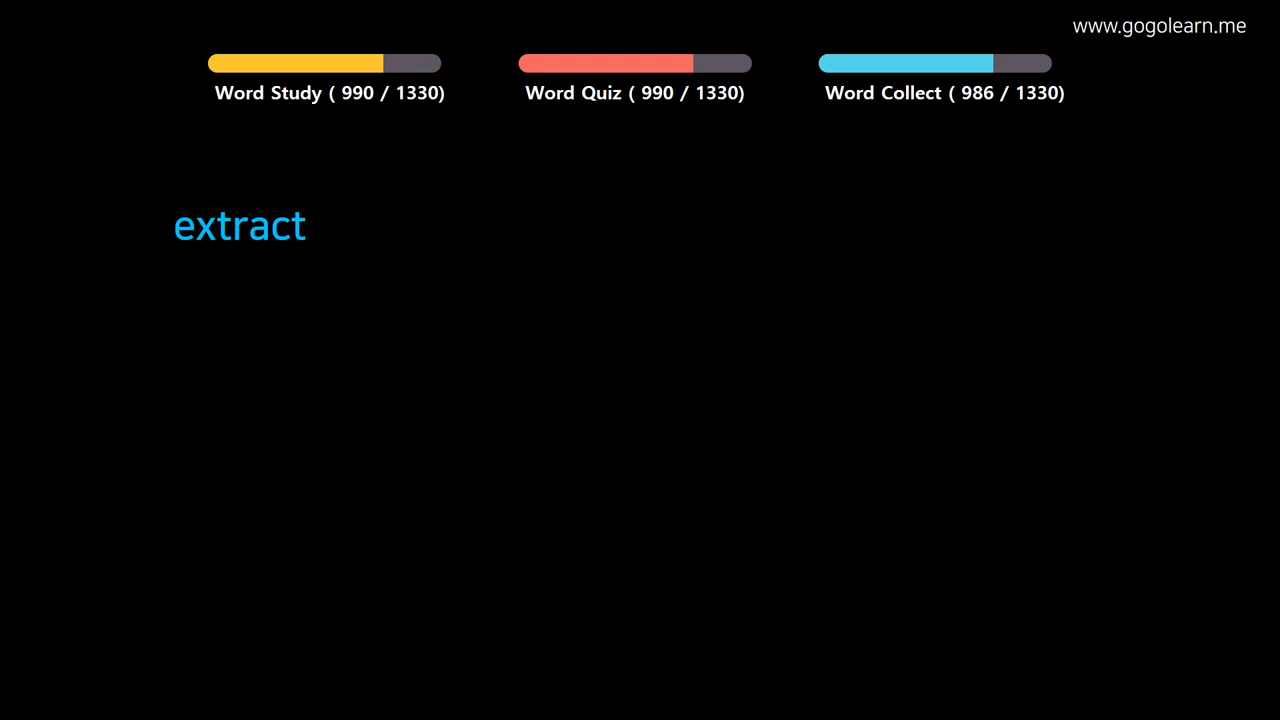 www.gogolearn.me
Word Study ( 990 / 1330)
Word Quiz ( 990 / 1330)
Word Collect ( 986 / 1330)
extract